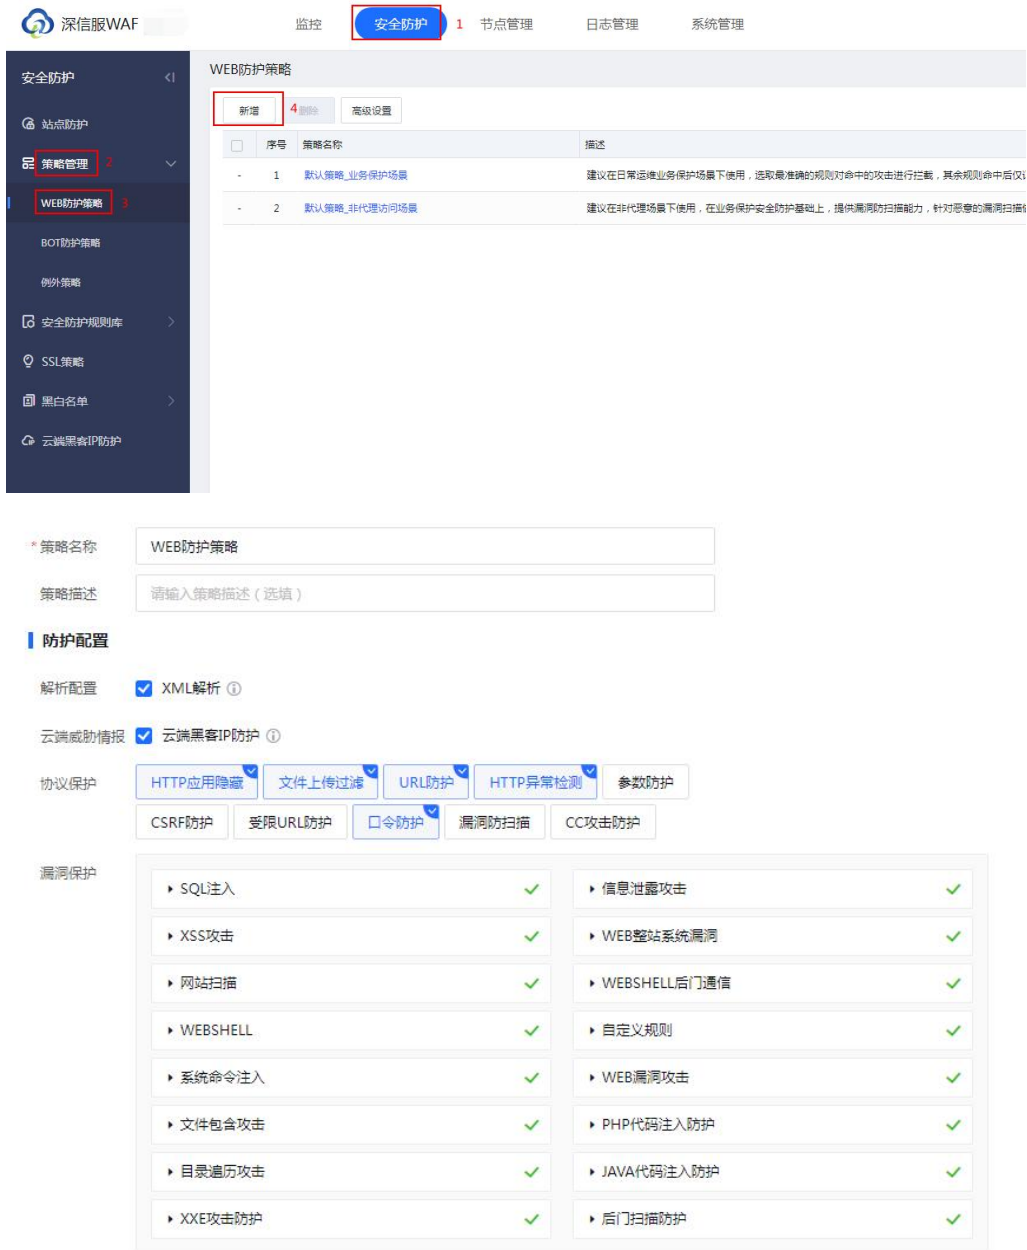 深信服WAF 监控 安全防护 1 节点管理 日志管理 系统管理
安全防护
站点防护
策略管理 2
WEB防护策略 3
BOT防护策略
例外策略
安全防护规则库
SSL策略
黑白名单
云端黑客IP防护
WEB防护策略
新增 4 删除 高级设置
序号 策略名称 描述
- 1 默认策略_业务保护场景 建议在日常运维业务保护场景下使用，选取最准确的规则对命中的攻击进行拦截，其余规则命中后仅
- 2 默认策略_非代理访问场景 建议在非代理场景下使用，在业务保护安全防护基础上，提供漏洞防扫描能力，针对恶意的漏洞扫描
* 策略名称 WEB防护策略
策略描述 请输入策略描述（选填）
防护配置
解析配置 XML解析
云端威胁情报 云端黑客IP防护
协议保护 HTTP应用隐藏 文件上传过滤 URL防护 HTTP异常检测 参数防护
CSRF防护 受限URL防护 口令防护 漏洞防扫描 CC攻击防护
漏洞保护
SQL注入 信息泄露攻击
XSS攻击 WEB整站系统漏洞
网站扫描 WEBSHELL后门通信
WEBSHELL 自定义规则
系统命令注入 WEB漏洞攻击
文件包含攻击 PHP代码注入防护
目录遍历攻击 JAVA代码注入防护
XXE攻击防护 后门扫描防护